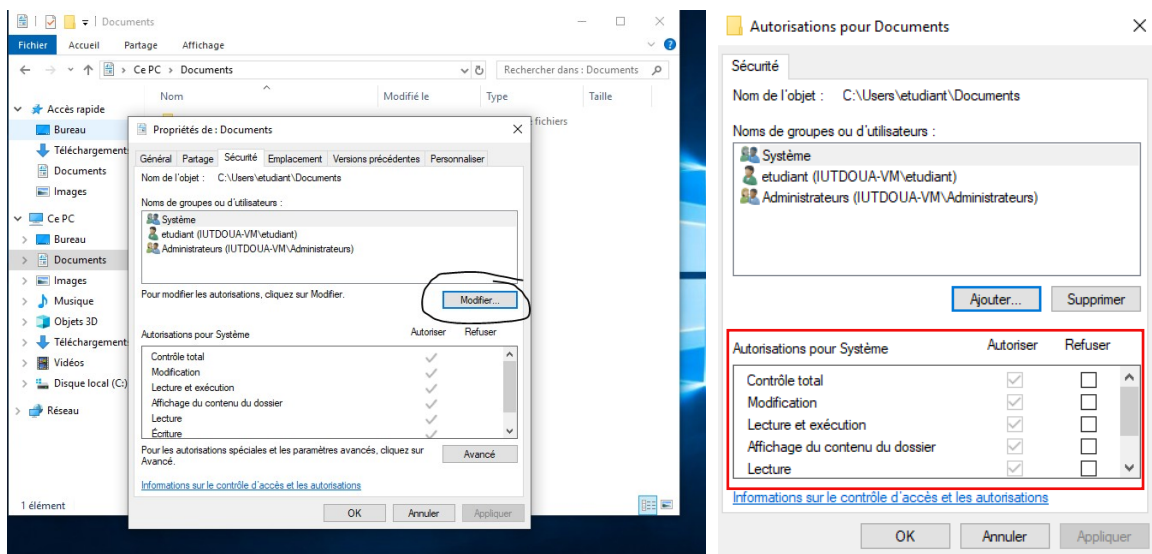 Documents
Fichier Accueil Partage Affichage
Ce PC > Documents
Rechercher dans : Documents
Nom Modifié le Type Taille
Accès rapide
Bureau
Téléchargement
Documents
Images
Ce PC
Bureau
Documents
Images
Musique
Objets 3D
Téléchargement
Vidéos
Disque local (C:)
Réseau
1 élément
fichiers
Propriétés de : Documents
Général Partage Sécurité Emplacement Versions précédentes Personnaliser
Nom de l'objet : C:\Users\etudiant\Documents
Noms de groupes ou d'utilisateurs :
Système
etudiant (IUTDOUA-VM\etudiant)
Administrateurs (IUTDOUA-VM\Administrateurs)
Pour modifier les autorisations, cliquez sur Modifier.
Modifier...
Autorisations pour Système Autoriser Refuser
Contrôle total
Modification
Lecture et exécution
Affichage du contenu du dossier
Lecture
Écriture
Pour les autorisations spéciales et les paramètres avancés, cliquez sur
Avancé.
Avancé
Informations sur le contrôle d'accès et les autorisations
OK Annuler Appliquer
Autorisations pour Documents
Sécurité
Nom de l'objet : C:\Users\etudiant\Documents
Noms de groupes ou d'utilisateurs :
Système
etudiant (IUTDOUA-VM\etudiant)
Administrateurs (IUTDOUA-VM\Administrateurs)
Ajouter... Supprimer
Autorisations pour Système Autoriser Refuser
Contrôle total
Modification
Lecture et exécution
Affichage du contenu du dossier
Lecture
Informations sur le contrôle d'accès et les autorisations
OK Annuler Appliquer